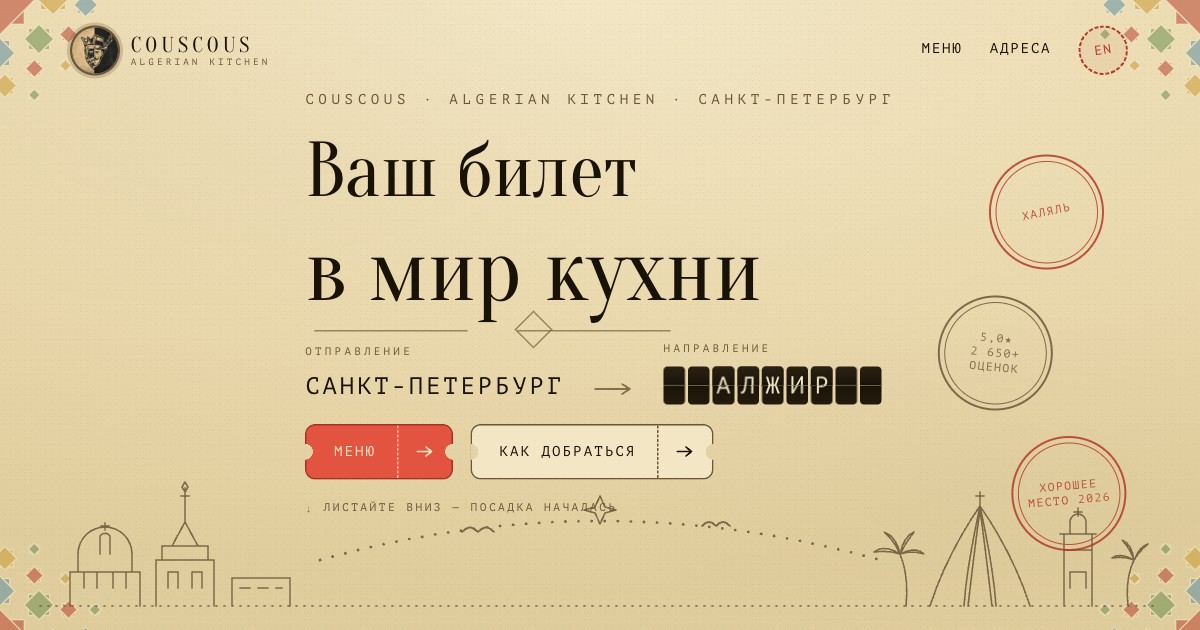 COUSCOUS
ALGERIAN KITCHEN
МЕНЮ АДРЕСА EN
COUSCOUS · ALGERIAN KITCHEN · САНКТ-ПЕТЕРБУРГ
Ваш билет
в мир кухни
ХАЛЯЛЬ
5,0★
2 650+
ОЦЕНОК
ОТПРАВЛЕНИЕ
НАПРАВЛЕНИЕ
САНКТ-ПЕТЕРБУРГ → АЛЖИР
МЕНЮ →
КАК ДОБРАТЬСЯ →
ХОРОШЕЕ
МЕСТО 2026
↓ ЛИСТАЙТЕ ВНИЗ — ПОСАДКА НАЧАЛАСЬ